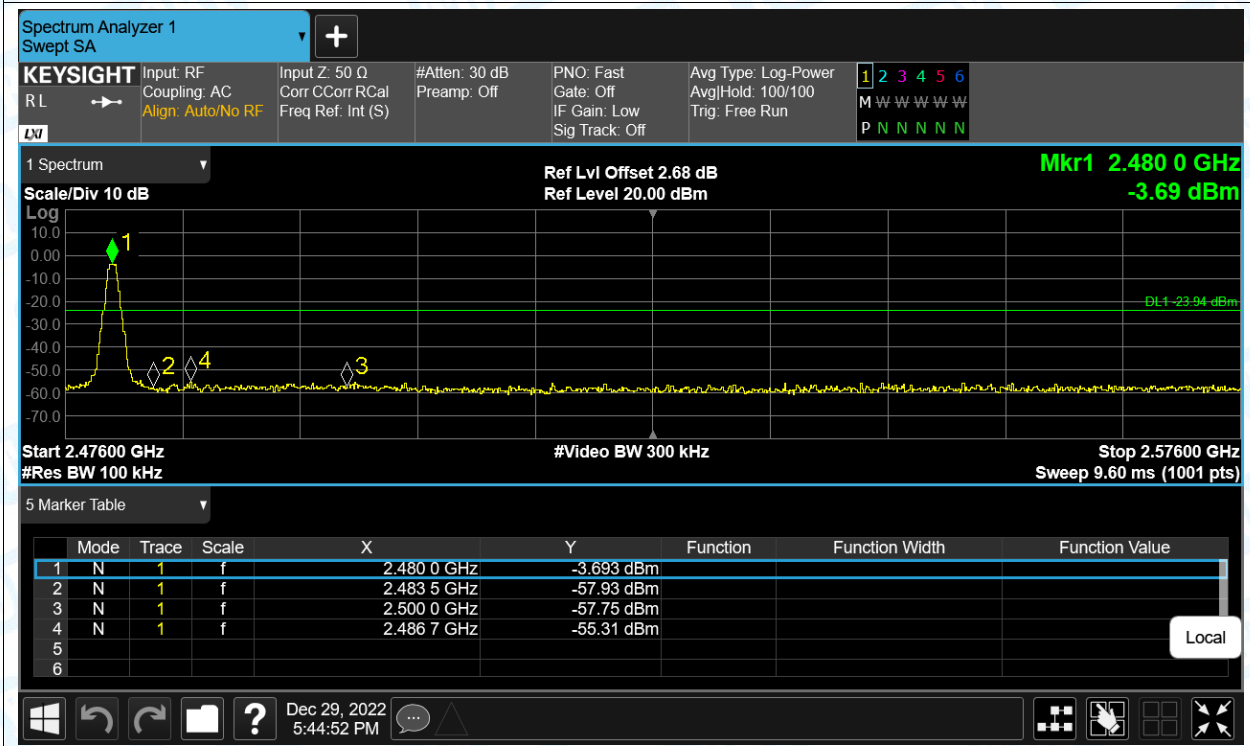 Spectrum Analyzer 1
Swept SA
+
KEYSIGHT
R L
LXI
Input: RF
Coupling: AC
Align: Auto/No RF
Input Z: 50 Ω
Corr CCorr RCal
Freq Ref: Int (S)
#Atten: 30 dB
Preamp: Off
PNO: Fast
Gate: Off
IF Gain: Low
Sig Track: Off
Avg Type: Log-Power
Avg|Hold: 100/100
Trig: Free Run
1 2 3 4 5 6
M W W W W W
P N N N N N
1 Spectrum
Scale/Div 10 dB
Ref Lvl Offset 2.68 dB
Ref Level 20.00 dBm
Mkr1 2.480 0 GHz
-3.69 dBm
Log
10.0
0.00
-10.0
-20.0
-30.0
-40.0
-50.0
-60.0
-70.0
1
2
4
3
DL1 -23.94 dBm
Start 2.47600 GHz
#Video BW 300 kHz
Stop 2.57600 GHz
#Res BW 100 kHz
Sweep 9.60 ms (1001 pts)
5 Marker Table
Mode Trace Scale X Y Function Function Width Function Value
1 N 1 f 2.480 0 GHz -3.693 dBm
2 N 1 f 2.483 5 GHz -57.93 dBm
3 N 1 f 2.500 0 GHz -57.75 dBm
4 N 1 f 2.486 7 GHz -55.31 dBm
5
6
Local
?
Dec 29, 2022
5:44:52 PM